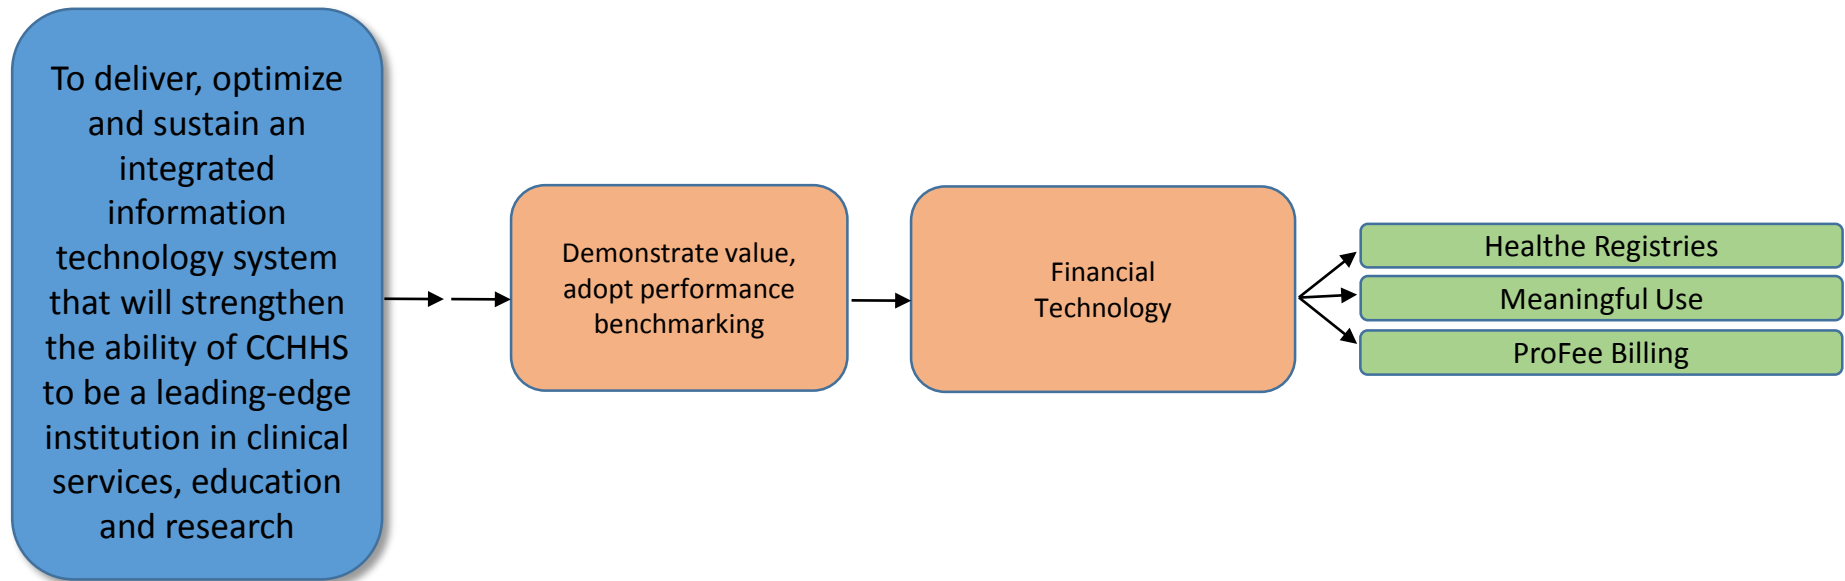 To deliver, optimize
and sustain an
integrated
information
technology system
that will strengthen
the ability of CCHHS
to be a leading-edge
institution in clinical
services, education
and research
Demonstrate value,
adopt performance
benchmarking
Financial
Technology
Healthe Registries
Meaningful Use
ProFee Billing